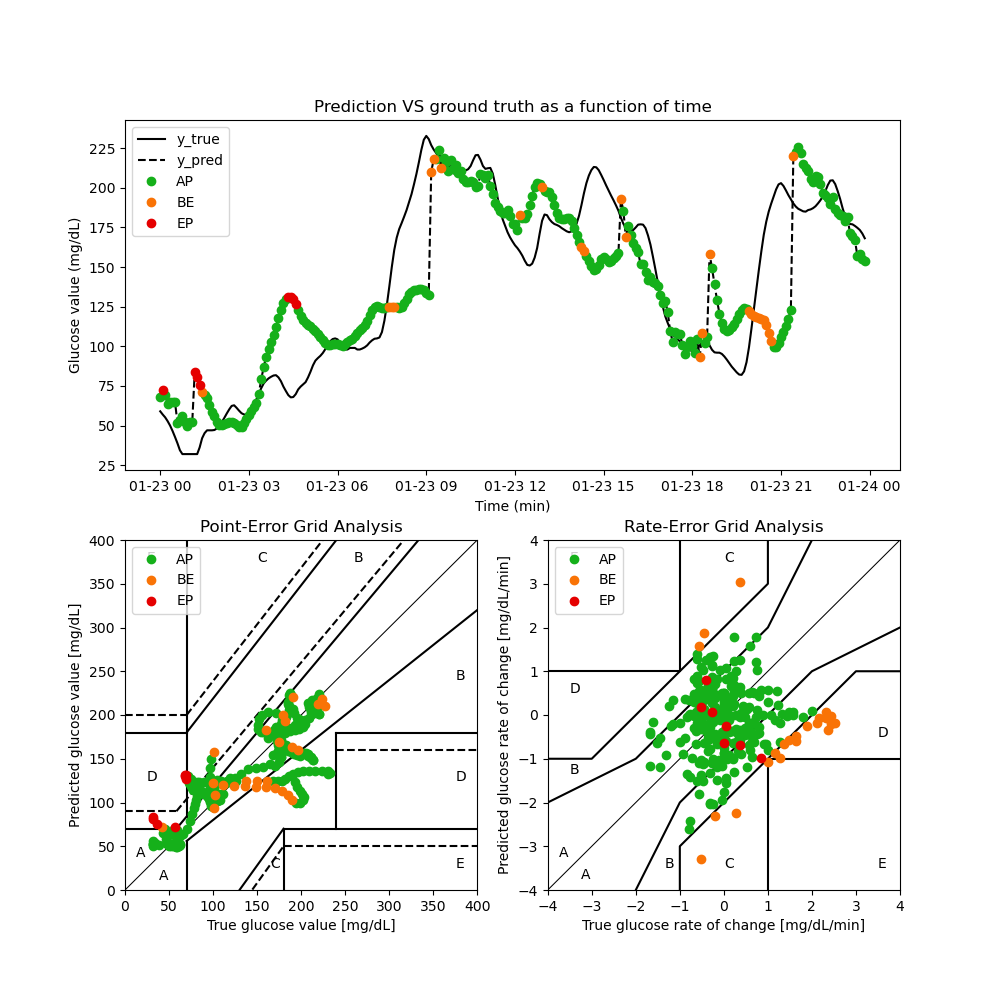 Prediction VS ground truth as a function of time
Glucose value (mg/dL)
225
200
175
150
125
100
75
50
25
y_true
y_pred
AP
BE
EP
01-23 00 01-23 03 01-23 06 01-23 09 01-23 12 01-23 15 01-23 18 01-23 21 01-24 00
Time (min)
Point-Error Grid Analysis
Predicted glucose value [mg/dL]
400
350
300
250
200
150
100
50
0
AP
BE
EP
C
B
B
D
D
A
A
C
E
0 50 100 150 200 250 300 350 400
True glucose value [mg/dL]
Rate-Error Grid Analysis
Predicted glucose rate of change [mg/dL/min]
4
3
2
1
0
−1
−2
−3
−4
AP
BE
EP
C
D
D
B
A
A
B
C
E
−4 −3 −2 −1 0 1 2 3 4
True glucose rate of change [mg/dL/min]